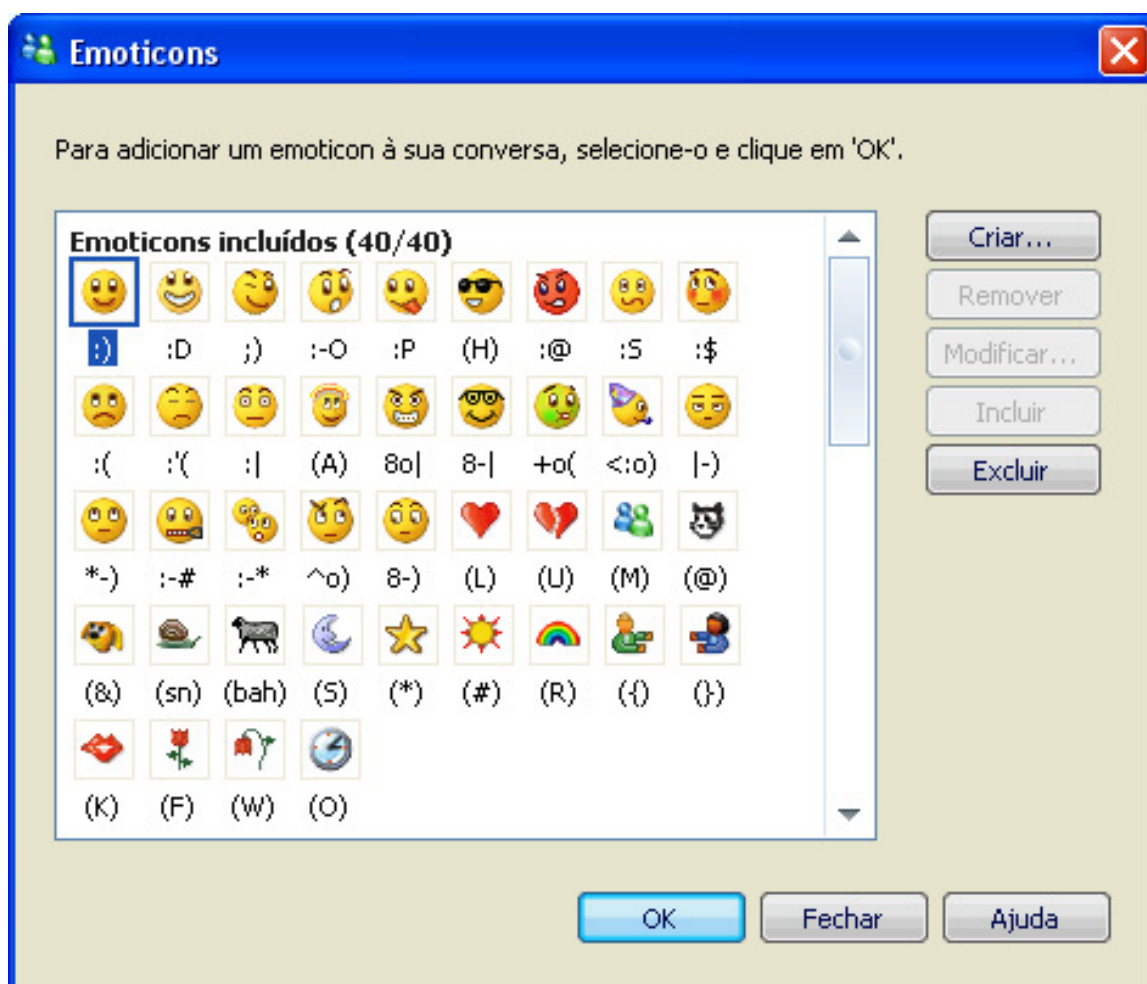 Emoticons
Para adicionar um emoticon à sua conversa, selecione-o e clique em 'OK'.
Emoticons incluídos (40/40)
:) :D ;) :-O :P (H) :@ :S :$
:( :'( :| (A) 8o| 8-| +o( <:o) |-)
*-) :-# :-* ^o) 8-) (L) (U) (M) (@)
(&) (sn) (bah) (S) (*) (#) (R) ({) (})
(K) (F) (W) (O)
Criar...
Remover
Modificar...
Incluir
Excluir
OK Fechar Ajuda